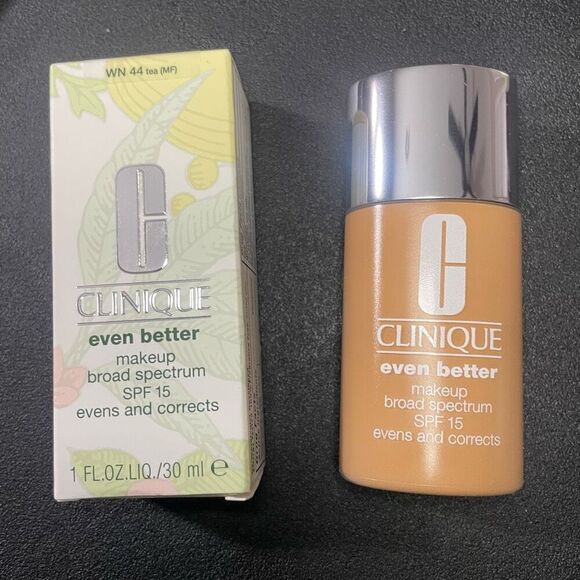 WN 44 tea (MF)
CLINIQUE
even better
makeup
broad spectrum
SPF 15
evens and corrects
1 FL.OZ.LIQ./30 ml e
CLINIQUE
even better
makeup
broad spectrum
SPF 15
evens and corrects